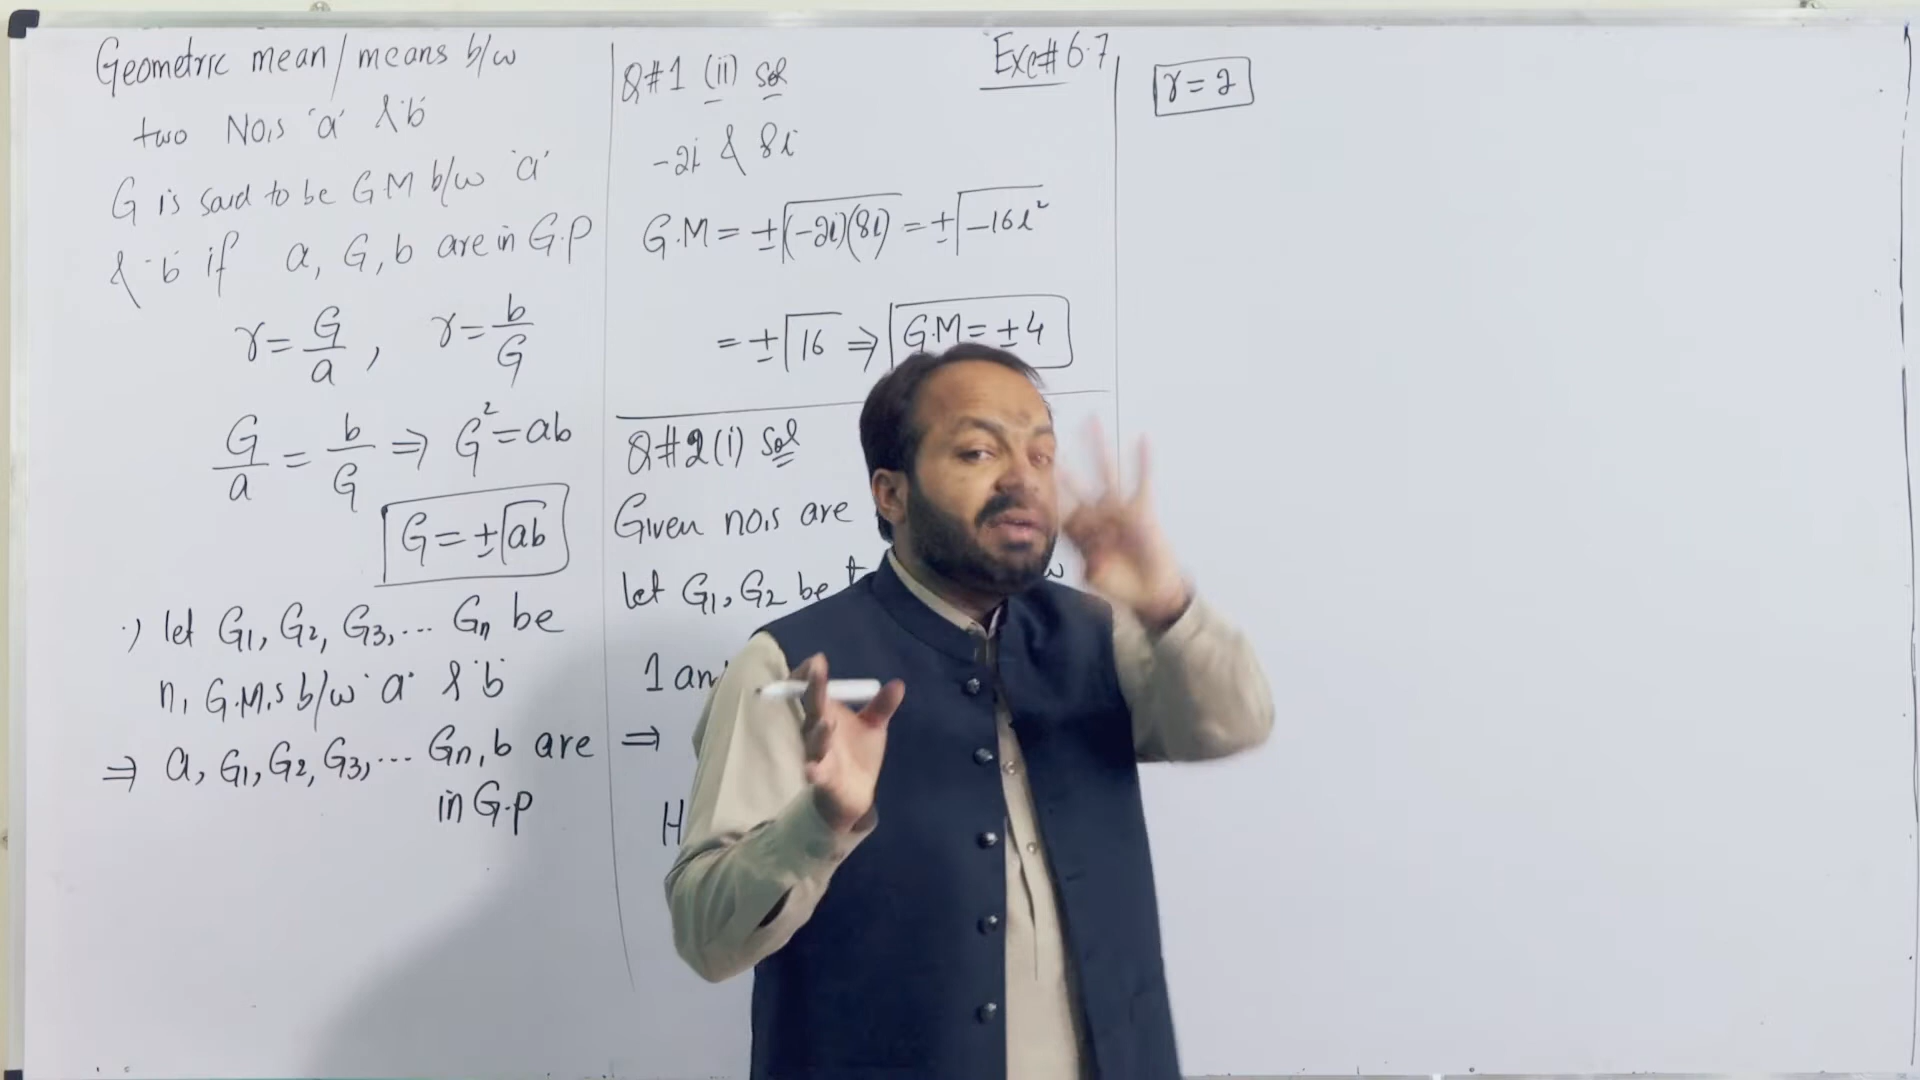 Geometric mean/means b/w
two No,s 'a' & 'b'
G is said to be G.M b/w 'a'
& 'b' if a, G, b are in G.P
r = G/a , r = b/G
G/a = b/G ⇒ G² = ab
G = ±√ab
·) let G₁, G₂, G₃, ... Gₙ be
n, G.M,s b/w 'a' & 'b'
⇒ a, G₁, G₂, G₃, ... Gₙ, b are
in G.p
Exe# 6.7
Q#1 (ii) Sol
-2i & 8i
G.M = ±√(-2i)(8i) = ±√-16i²
= ±√16 ⇒ G.M = ±4
Q#2(i) Sol
Given no,s are
let G₁, G₂ be
1 an
⇒
H
r = 2